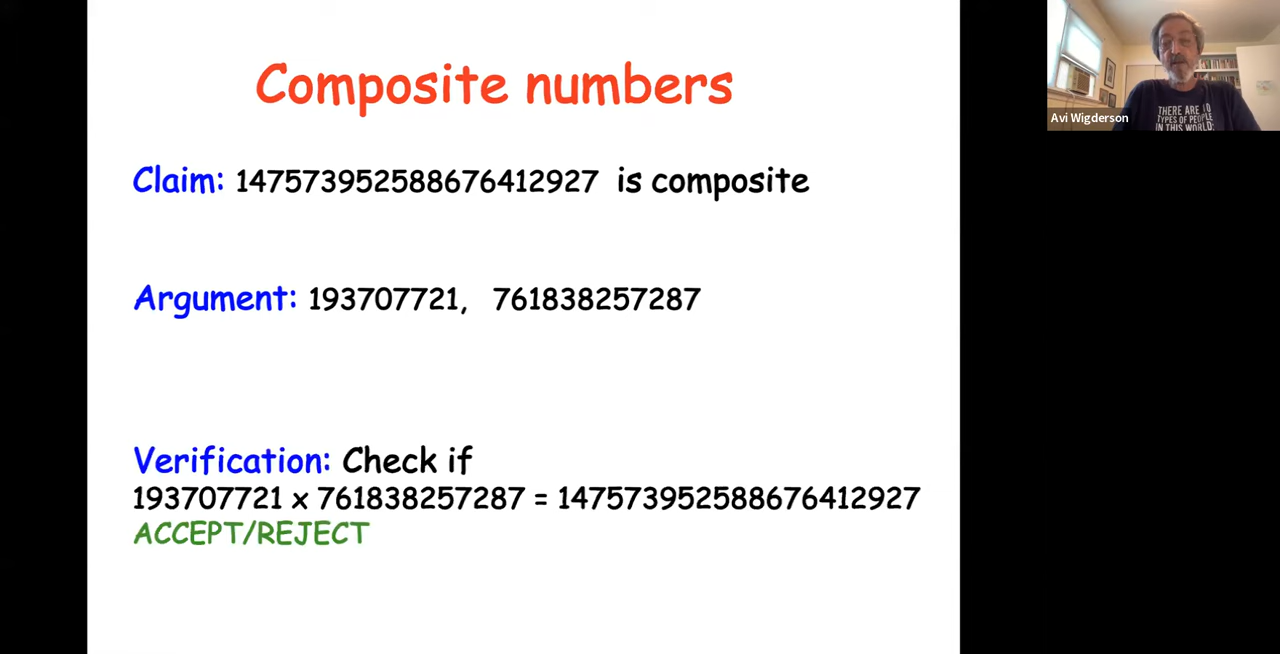 Composite numbers
Claim: 147573952588676412927 is composite
Argument: 193707721, 761838257287
Verification: Check if
193707721 x 761838257287 = 147573952588676412927
ACCEPT/REJECT
THERE ARE 10
TYPES OF PEOPLE
IN THIS WORLD:
Avi Wigderson